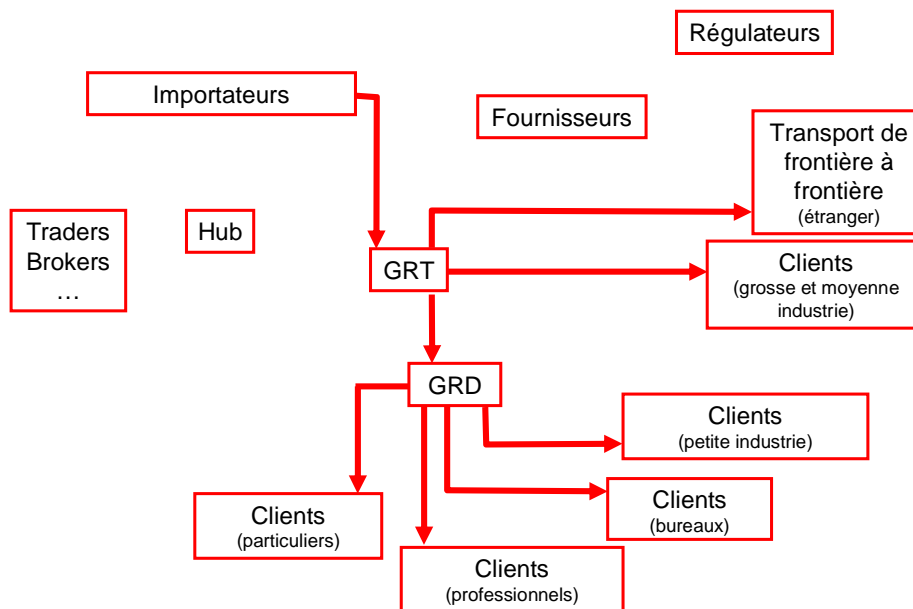 Régulateurs
Importateurs
Fournisseurs
Transport de
frontière à
frontière
(étranger)
Traders
Brokers
…
Hub
GRT
Clients
(grosse et moyenne
industrie)
GRD
Clients
(petite industrie)
Clients
(bureaux)
Clients
(particuliers)
Clients
(professionnels)